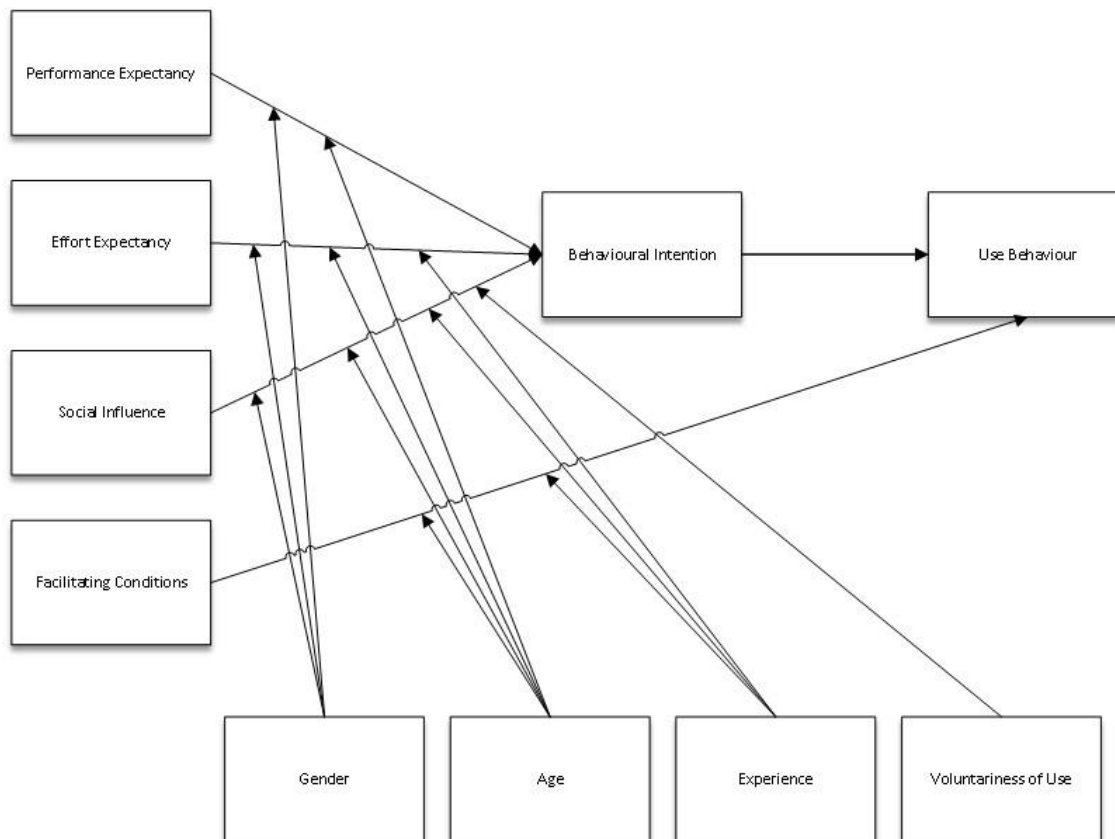 Performance Expectancy
Effort Expectancy
Behavioural Intention
Use Behaviour
Social Influence
Facilitating Conditions
Gender
Age
Experience
Voluntariness of Use